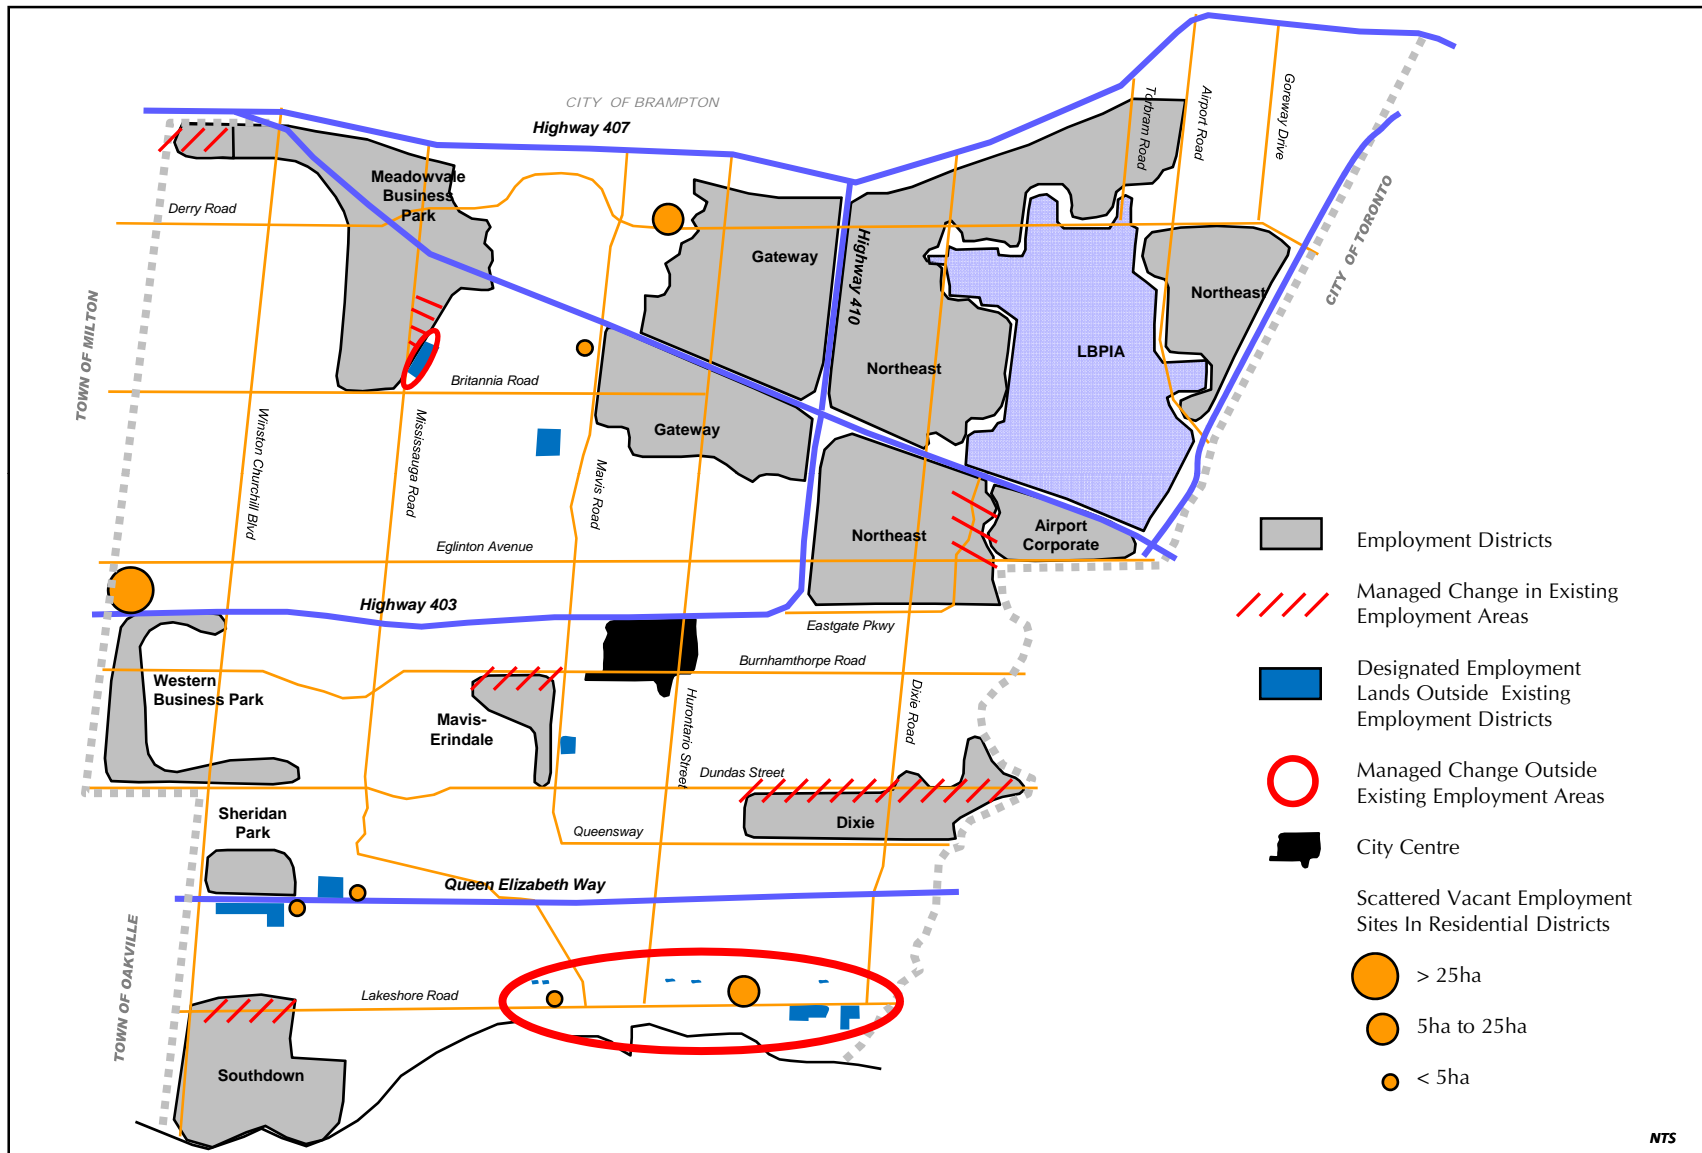 CITY OF BRAMPTON
Highway 407
Torbram Road
Airport Road
Goreway Drive
CITY OF TORONTO
Meadowvale
Business
Park
Derry Road
Gateway
Highway 410
Northeast
TOWN OF MILTON
Northeast
LBPIA
Britannia Road
Gateway
Winston Churchill Blvd
Mississauga Road
Mavis Road
Eglinton Avenue
Northeast
Airport
Corporate
Highway 403
Eastgate Pkwy
Burnhamthorpe Road
Western
Business Park
Mavis-
Erindale
Hurontario Street
Dixie Road
Dundas Street
Sheridan
Park
Queensway
Dixie
Queen Elizabeth Way
TOWN OF OAKVILLE
Lakeshore Road
Southdown
Employment Districts
Managed Change in Existing
Employment Areas
Designated Employment
Lands Outside Existing
Employment Districts
Managed Change Outside
Existing Employment Areas
City Centre
Scattered Vacant Employment
Sites In Residential Districts
> 25ha
5ha to 25ha
< 5ha
NTS